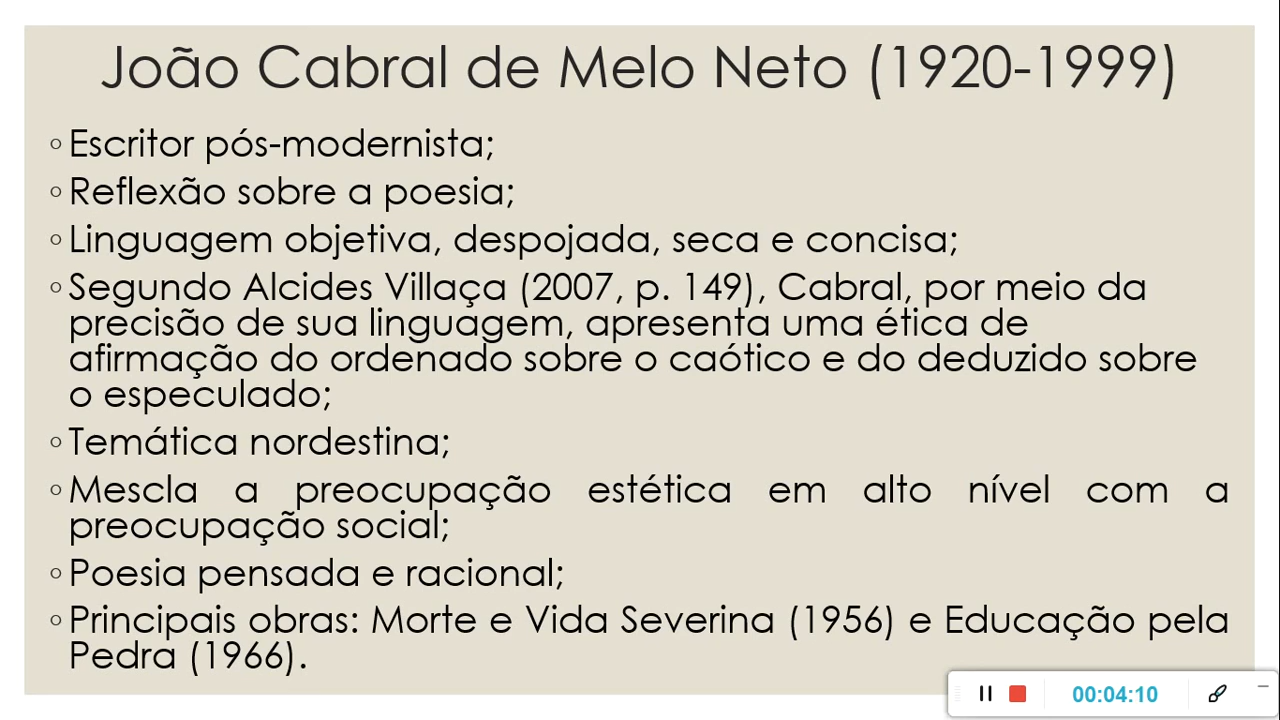 João Cabral de Melo Neto (1920-1999)
◦Escritor pós-modernista;
◦Reflexão sobre a poesia;
◦Linguagem objetiva, despojada, seca e concisa;
◦Segundo Alcides Villaça (2007, p. 149), Cabral, por meio da
precisão de sua linguagem, apresenta uma ética de
afirmação do ordenado sobre o caótico e do deduzido sobre
o especulado;
◦Temática nordestina;
◦Mescla a preocupação estética em alto nível com a
preocupação social;
◦Poesia pensada e racional;
◦Principais obras: Morte e Vida Severina (1956) e Educação pela
Pedra (1966).
00:04:10